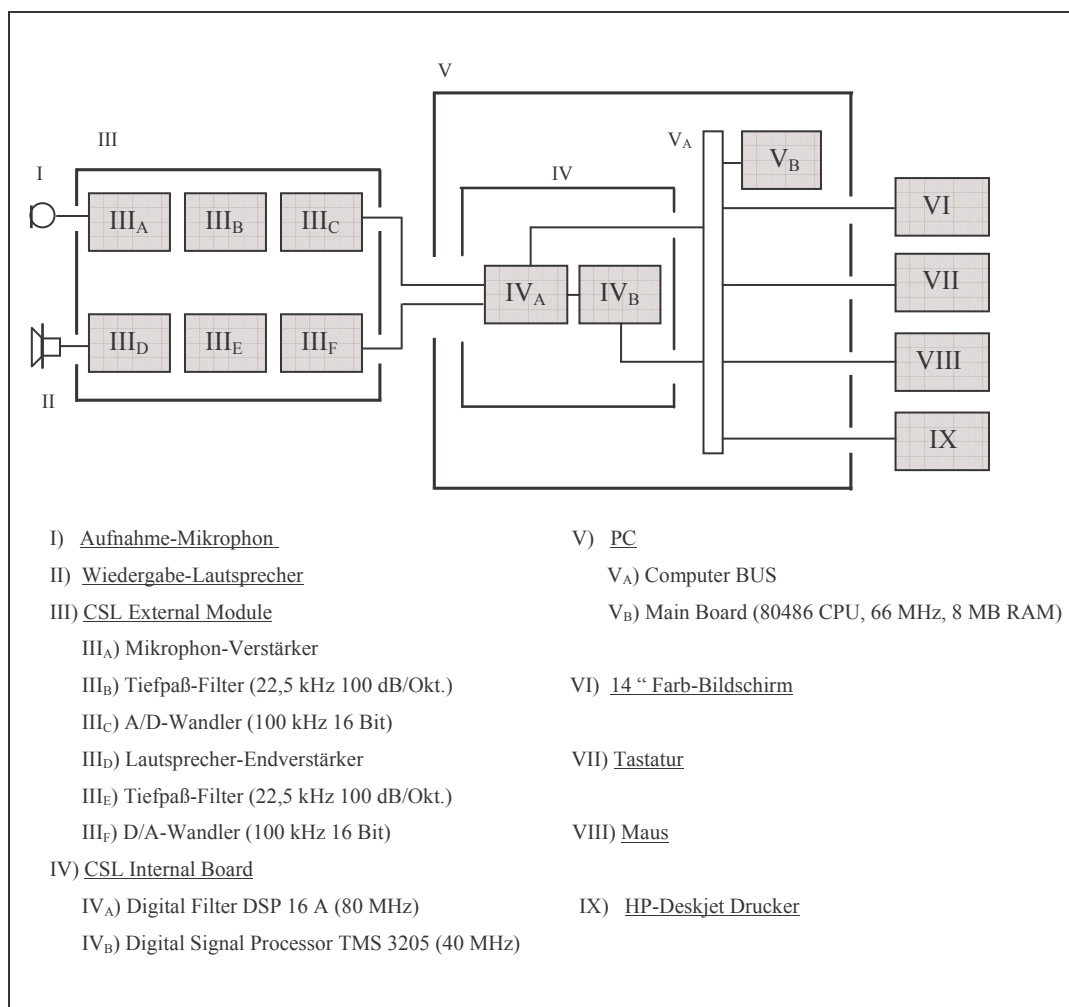 V
III
V_A
V_B
I
IV
III_A III_B III_C
VI
IV_A IV_B
VII
III_D III_E III_F
VIII
II
IX
I) Aufnahme-Mikrophon
II) Wiedergabe-Lautsprecher
III) CSL External Module
III_A) Mikrophon-Verstärker
III_B) Tiefpaß-Filter (22,5 kHz 100 dB/Okt.)
III_C) A/D-Wandler (100 kHz 16 Bit)
III_D) Lautsprecher-Endverstärker
III_E) Tiefpaß-Filter (22,5 kHz 100 dB/Okt.)
III_F) D/A-Wandler (100 kHz 16 Bit)
IV) CSL Internal Board
IV_A) Digital Filter DSP 16 A (80 MHz)
IV_B) Digital Signal Processor TMS 3205 (40 MHz)
V) PC
V_A) Computer BUS
V_B) Main Board (80486 CPU, 66 MHz, 8 MB RAM)
VI) 14 “ Farb-Bildschirm
VII) Tastatur
VIII) Maus
IX) HP-Deskjet Drucker